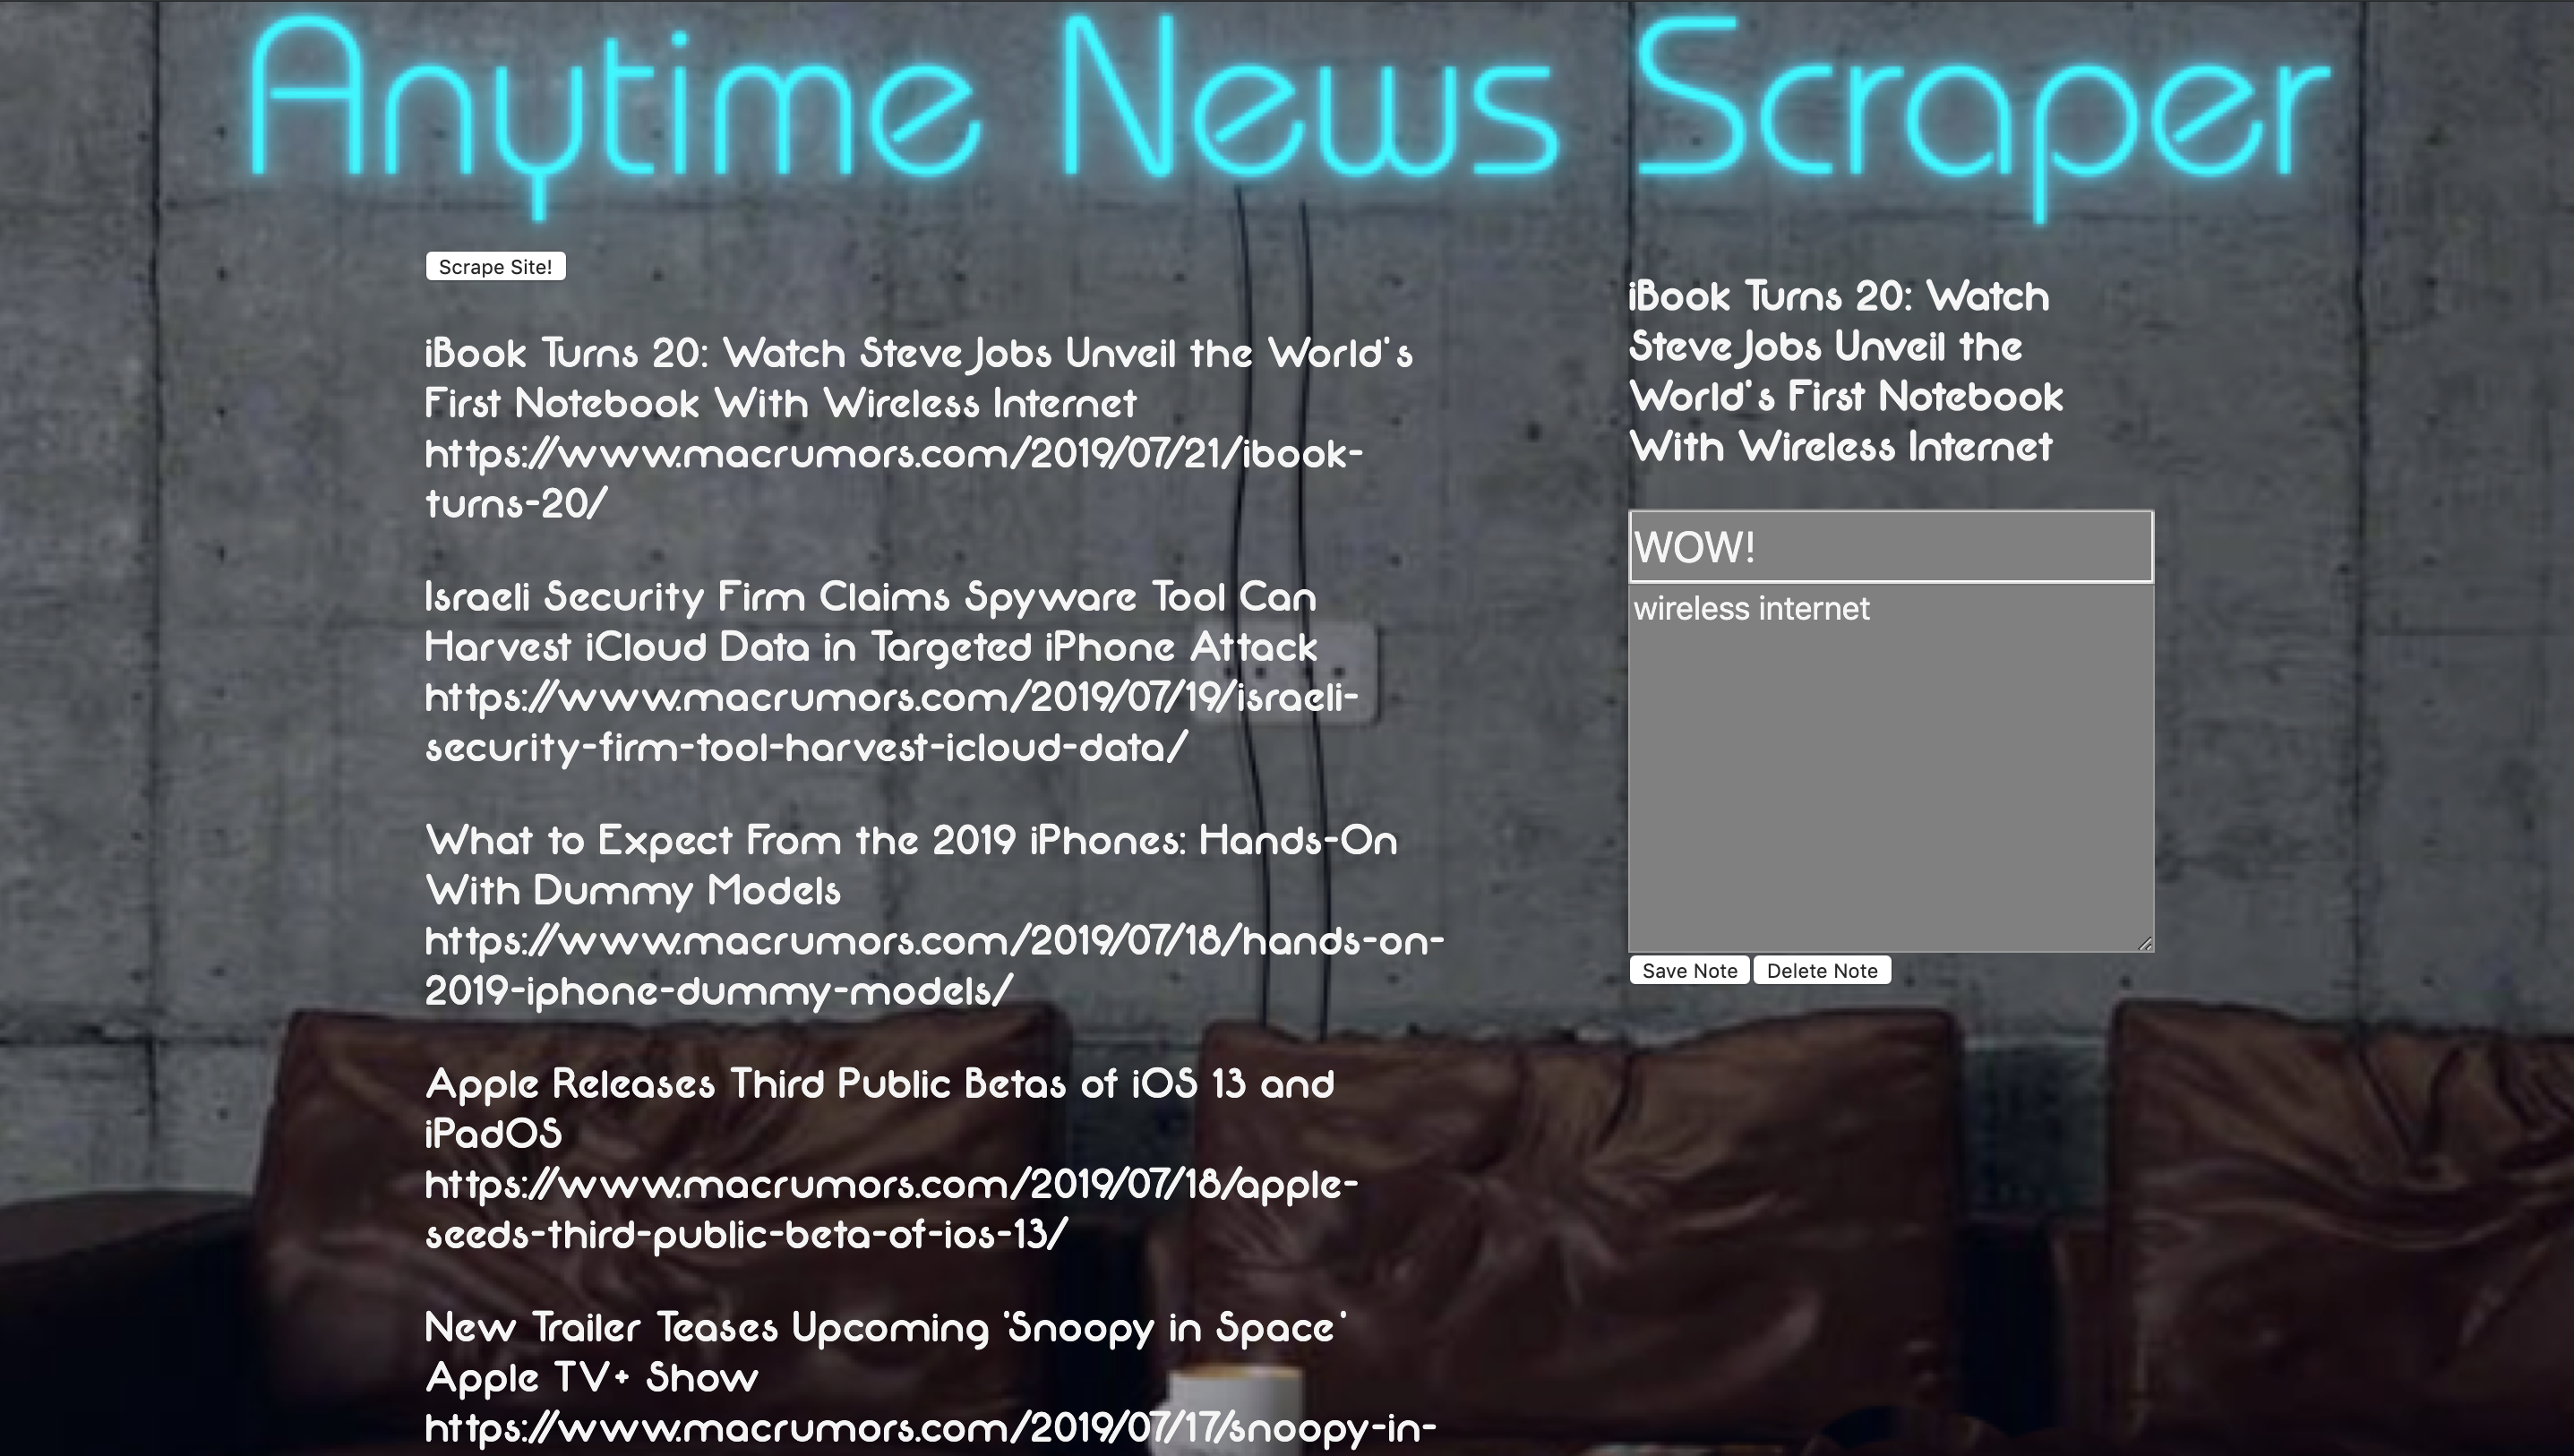 Anytime News Scraper
Scrape Site!
iBook Turns 20: Watch Steve Jobs Unveil the World's
First Notebook With Wireless Internet
https://www.macrumors.com/2019/07/21/ibook-
turns-20/
Israeli Security Firm Claims Spyware Tool Can
Harvest iCloud Data in Targeted iPhone Attack
https://www.macrumors.com/2019/07/19/israeli-
security-firm-tool-harvest-icloud-data/
What to Expect From the 2019 iPhones: Hands-On
With Dummy Models
https://www.macrumors.com/2019/07/18/hands-on-
2019-iphone-dummy-models/
Apple Releases Third Public Betas of iOS 13 and
iPadOS
https://www.macrumors.com/2019/07/18/apple-
seeds-third-public-beta-of-ios-13/
New Trailer Teases Upcoming 'Snoopy in Space'
Apple TV+ Show
https://www.macrumors.com/2019/07/17/snoopy-in-
iBook Turns 20: Watch
Steve Jobs Unveil the
World's First Notebook
With Wireless Internet
WOW!
wireless internet
Save Note Delete Note